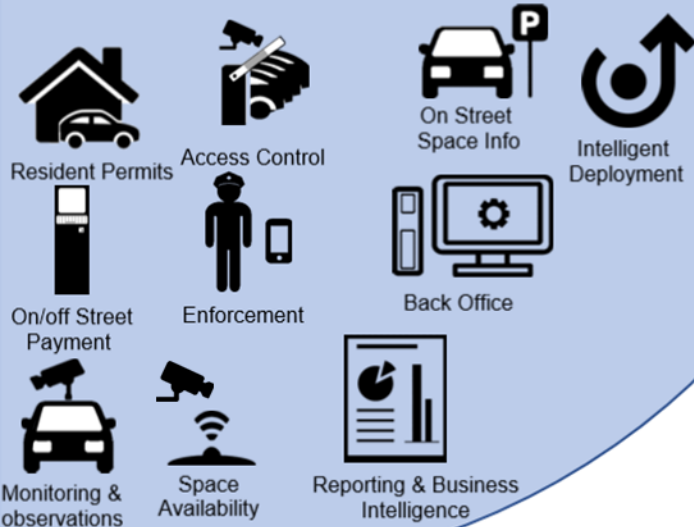 P
Resident Permits
Access Control
On Street
Space Info
Intelligent
Deployment
On/off Street
Payment
Enforcement
Back Office
Monitoring &
observations
Space
Availability
Reporting & Business
Intelligence